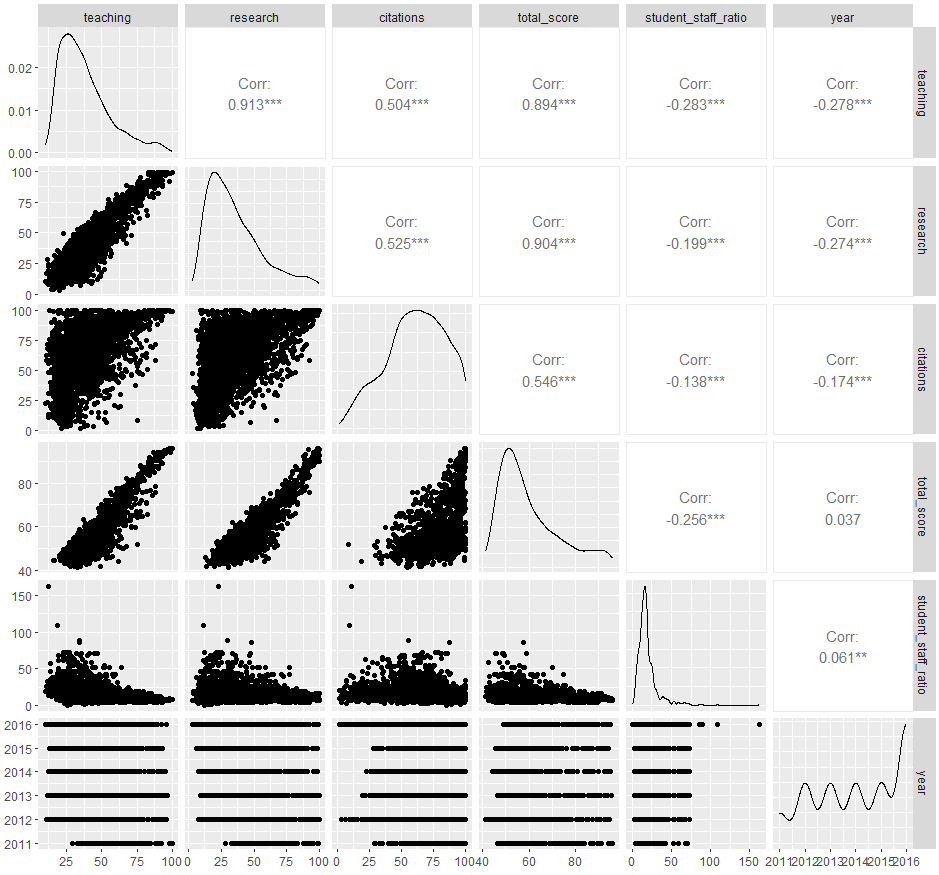 teaching research citations total_score student_staff_ratio year
0.02
0.01
0.00
Corr:
0.913***
Corr:
0.504***
Corr:
0.894***
Corr:
-0.283***
Corr:
-0.278***
teaching
100
75
50
25
0
Corr:
0.525***
Corr:
0.904***
Corr:
-0.199***
Corr:
-0.274***
research
100
75
50
25
0
Corr:
0.546***
Corr:
-0.138***
Corr:
-0.174***
citations
80
60
40
Corr:
-0.256***
Corr:
0.037
total_score
150
100
50
0
Corr:
0.061**
student_staff_ratio
2016
2015
2014
2013
2012
2011
year
25 50 75 100 0 25 50 75 100 0 25 50 75 100 40 60 80 0 50 100 150 2011 2012 2013 2014 2015 2016